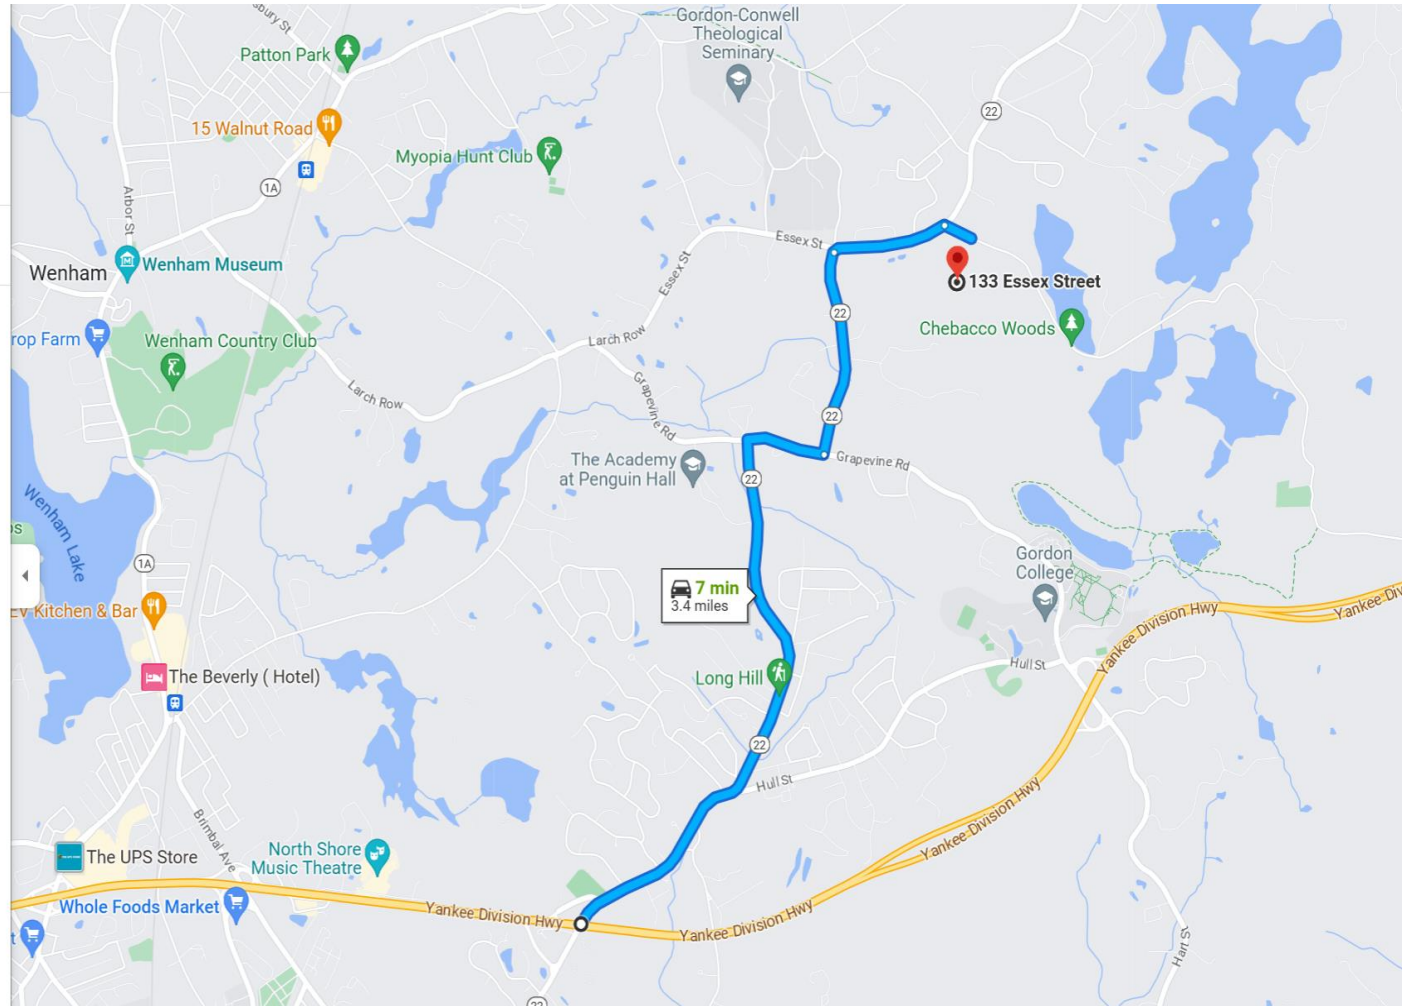 bury St
Gordon-Conwell
Theological
Seminary
Patton Park
22
15 Walnut Road
Myopia Hunt Club
1A
Arbor St
Essex St
Essex St
Wenham
Wenham Museum
133 Essex Street
22
Chebacco Woods
rop Farm
Wenham Country Club
Larch Row
Larch Row
Grapevine Rd
22
The Academy
at Penguin Hall
22
Grapevine Rd
Wenham Lake
os
1A
Gordon
College
7 min
3.4 miles
EV Kitchen & Bar
Yankee Division Hwy
Yankee Div
Hull St
The Beverly ( Hotel)
Long Hill
22
Hull St
Brimbal Ave
Yankee Division Hwy
The UPS Store
North Shore
Music Theatre
Whole Foods Market
Yankee Division Hwy
Yankee Division Hwy
t
Hart St
22